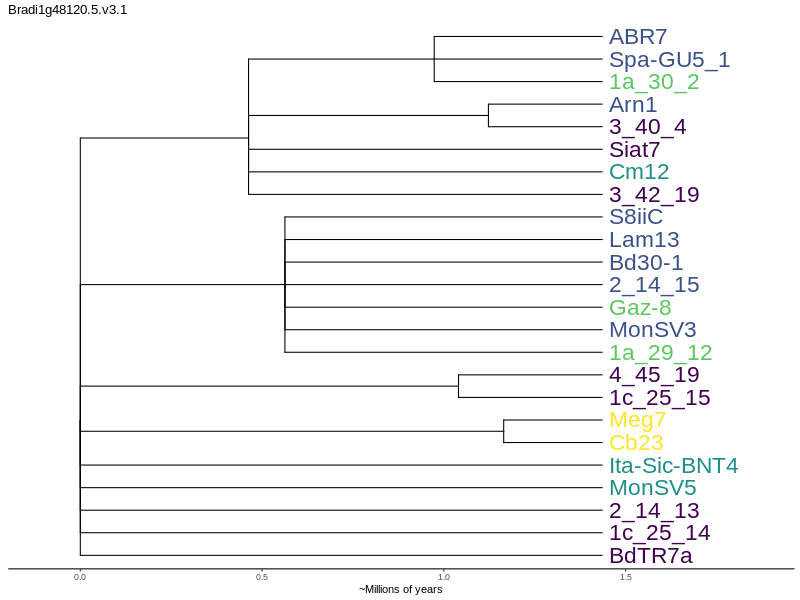 Bradi1g48120.5.v3.1
ABR7
Spa-GU5_1
1a_30_2
Arn1
3_40_4
Siat7
Cm12
3_42_19
S8iiC
Lam13
Bd30-1
2_14_15
Gaz-8
MonSV3
1a_29_12
4_45_19
1c_25_15
Meg7
Cb23
Ita-Sic-BNT4
MonSV5
2_14_13
1c_25_14
BdTR7a
0.0 0.5 1.0 1.5
~Millions of years